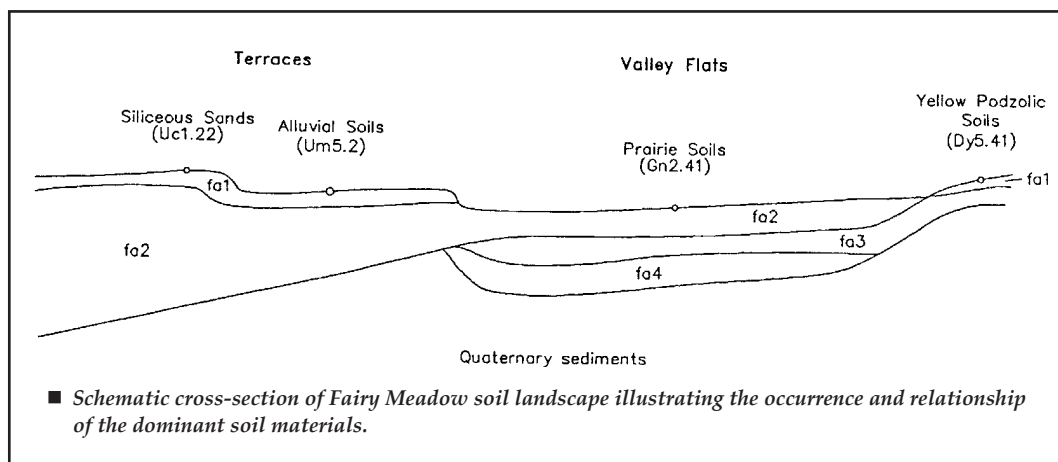 Terraces
Valley Flats
Siliceous Sands
(Uc1.22)
Alluvial Soils
(Um5.2)
Prairie Soils
(Gn2.41)
Yellow Podzolic
Soils
(Dy5.41)
fa1
fa1
fa2
fa2
fa3
fa4
Quaternary sediments
■ Schematic cross-section of Fairy Meadow soil landscape illustrating the occurrence and relationship
of the dominant soil materials.